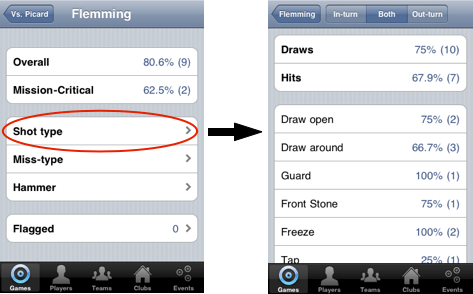 Vs. Picard
Flemming
Overall 80.6% (9)
Mission-Critical 62.5% (2)
Shot type
Miss-type
Hammer
Flagged 0
Games Players Teams Clubs Events
Flemming In-turn Both Out-turn
Draws 75% (10)
Hits 67.9% (7)
Draw open 75% (2)
Draw around 66.7% (3)
Guard 100% (1)
Front Stone 75% (1)
Freeze 100% (2)
Tap 25% (1)
Games Players Teams Clubs Events